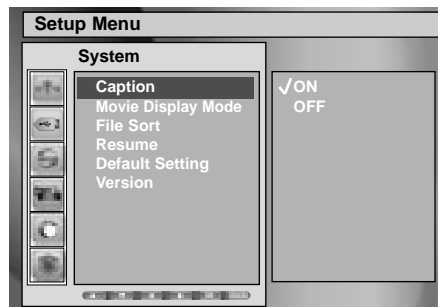 Setup Menu
System
Caption
Movie Display Mode
File Sort
Resume
Default Setting
Version
ON
OFF